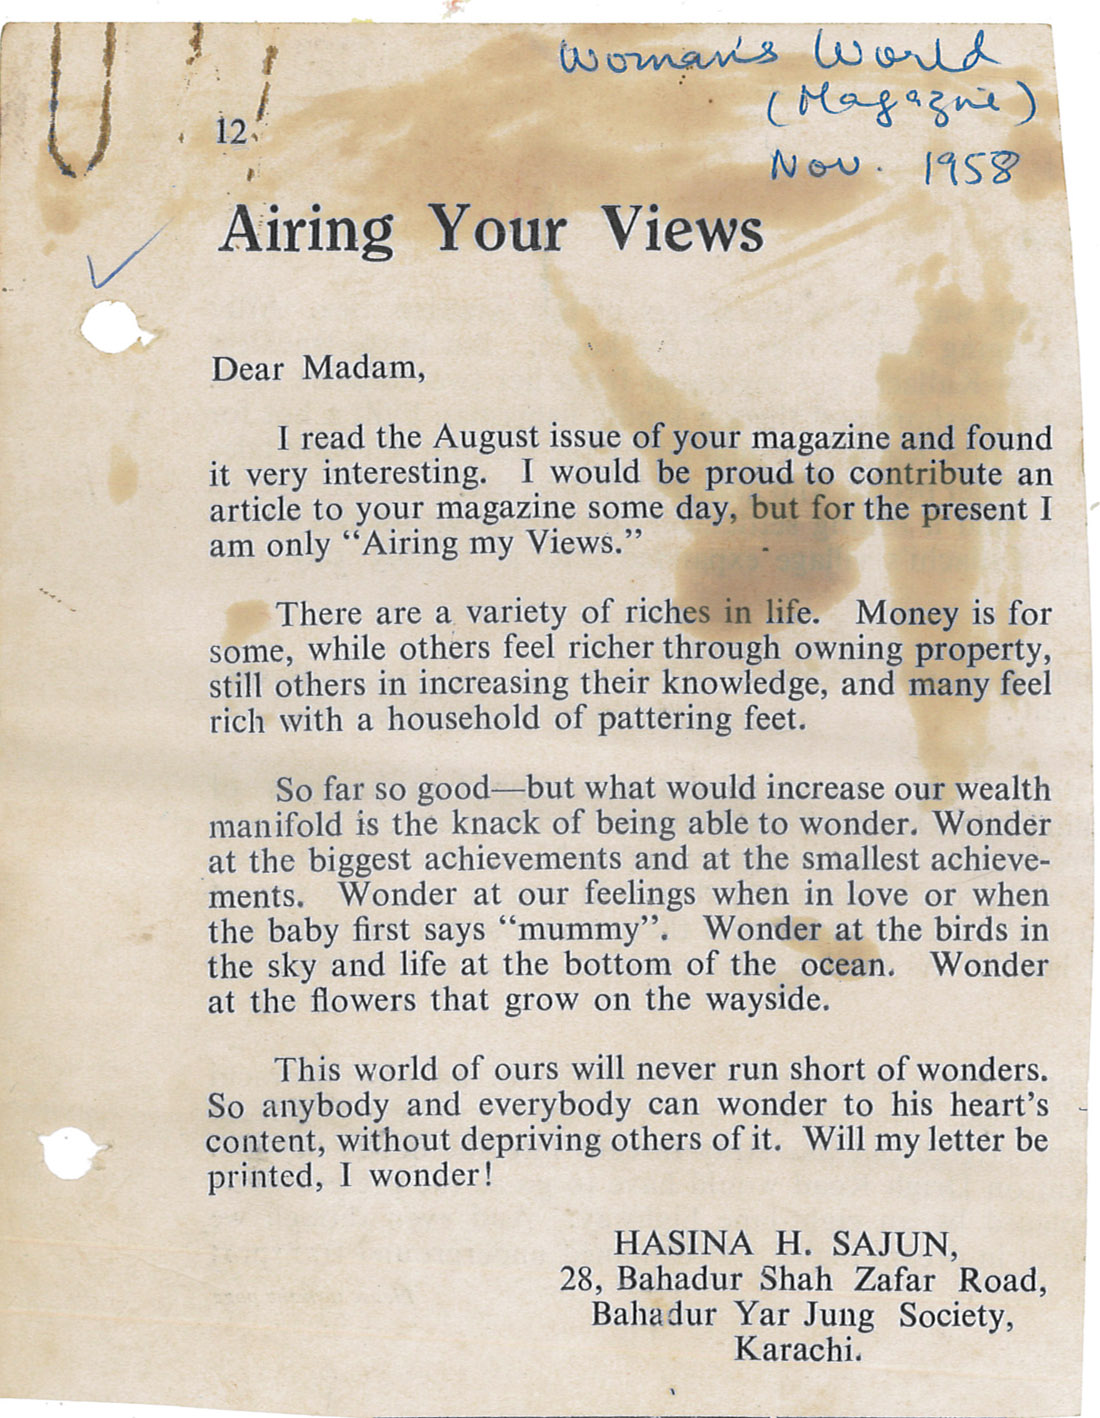 Woman's World
(Magazine)
Nov. 1958
12
Airing Your Views
Dear Madam,
I read the August issue of your magazine and found
it very interesting. I would be proud to contribute an
article to your magazine some day, but for the present I
am only “Airing my Views.”
There are a variety of riches in life. Money is for
some, while others feel richer through owning property,
still others in increasing their knowledge, and many feel
rich with a household of pattering feet.
So far so good—but what would increase our wealth
manifold is the knack of being able to wonder. Wonder
at the biggest achievements and at the smallest achieve-
ments. Wonder at our feelings when in love or when
the baby first says “mummy”. Wonder at the birds in
the sky and life at the bottom of the ocean. Wonder
at the flowers that grow on the wayside.
This world of ours will never run short of wonders.
So anybody and everybody can wonder to his heart's
content, without depriving others of it. Will my letter be
printed, I wonder!
HASINA H. SAJUN,
28, Bahadur Shah Zafar Road,
Bahadur Yar Jung Society,
Karachi.